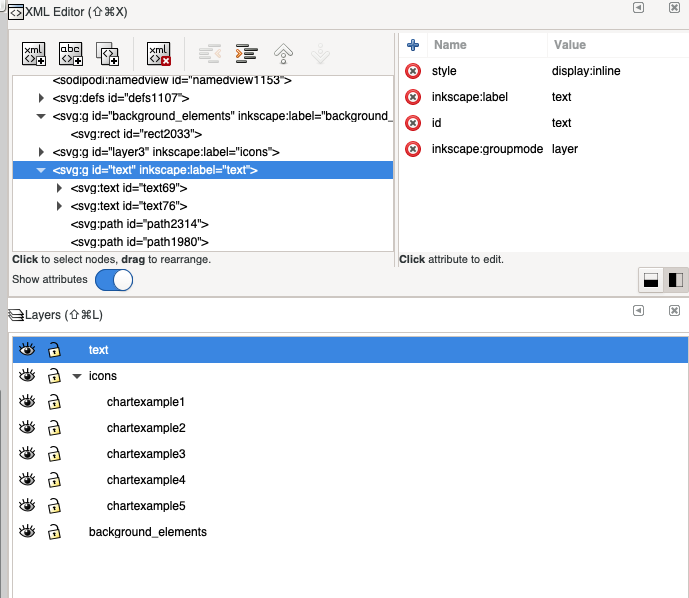 XML Editor (⇧⌘X)
xml abc xml
<sodipodi:namedview id="namedview1153">
<svg:defs id="defs1107">
<svg:g id="background_elements" inkscape:label="background_
<svg:rect id="rect2033">
<svg:g id="layer3" inkscape:label="icons">
<svg:g id="text" inkscape:label="text">
<svg:text id="text69">
<svg:text id="text76">
<svg:path id="path2314">
<svg:path id="path1980">
Click to select nodes, drag to rearrange.
Show attributes
Name Value
style display:inline
inkscape:label text
id text
inkscape:groupmode layer
Click attribute to edit.
Layers (⇧⌘L)
text
icons
chartexample1
chartexample2
chartexample3
chartexample4
chartexample5
background_elements